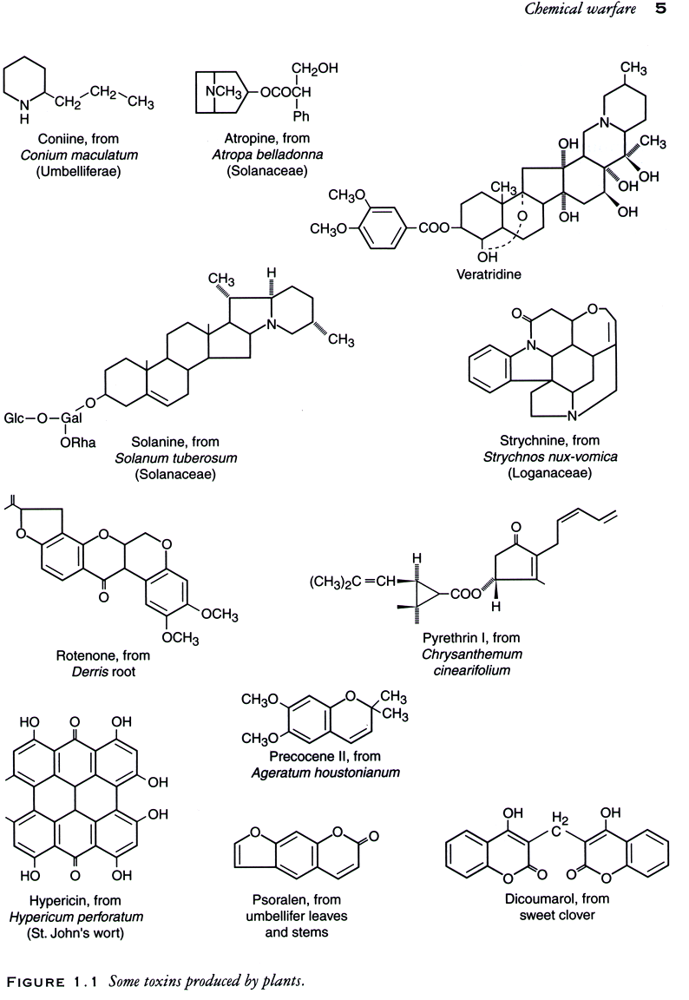 Chemical warfare 5
CH2
CH2
CH3
N
H
Coniine, from
Conium maculatum
(Umbelliferae)
CH2OH
NCH3
OCOCH
Ph
Atropine, from
Atropa belladonna
(Solanaceae)
CH3
N
OH
CH3
OH
OH
OH
OH
CH3
O
OH
CH3O
CH3O
COO
Veratridine
CH3
H
N
CH3
O
Glc–O–Gal
ORha
Solanine, from
Solanum tuberosum
(Solanaceae)
O
O
N
N
Strychnine, from
Strychnos nux-vomica
(Loganaceae)
O
O
O
O
OCH3
OCH3
Rotenone, from
Derris root
O
H
(CH3)2C=CH
COO
H
Pyrethrin I, from
Chrysanthemum
cinearifolium
CH3O
CH3O
O
CH3
CH3
Precocene II, from
Ageratum houstonianum
HO
O
OH
OH
OH
HO
O
OH
Hypericin, from
Hypericum perforatum
(St. John's wort)
O
O
O
Psoralen, from
umbellifer leaves
and stems
OH
H2
C
OH
O
O
O
O
Dicoumarol, from
sweet clover
FIGURE 1.1 Some toxins produced by plants.